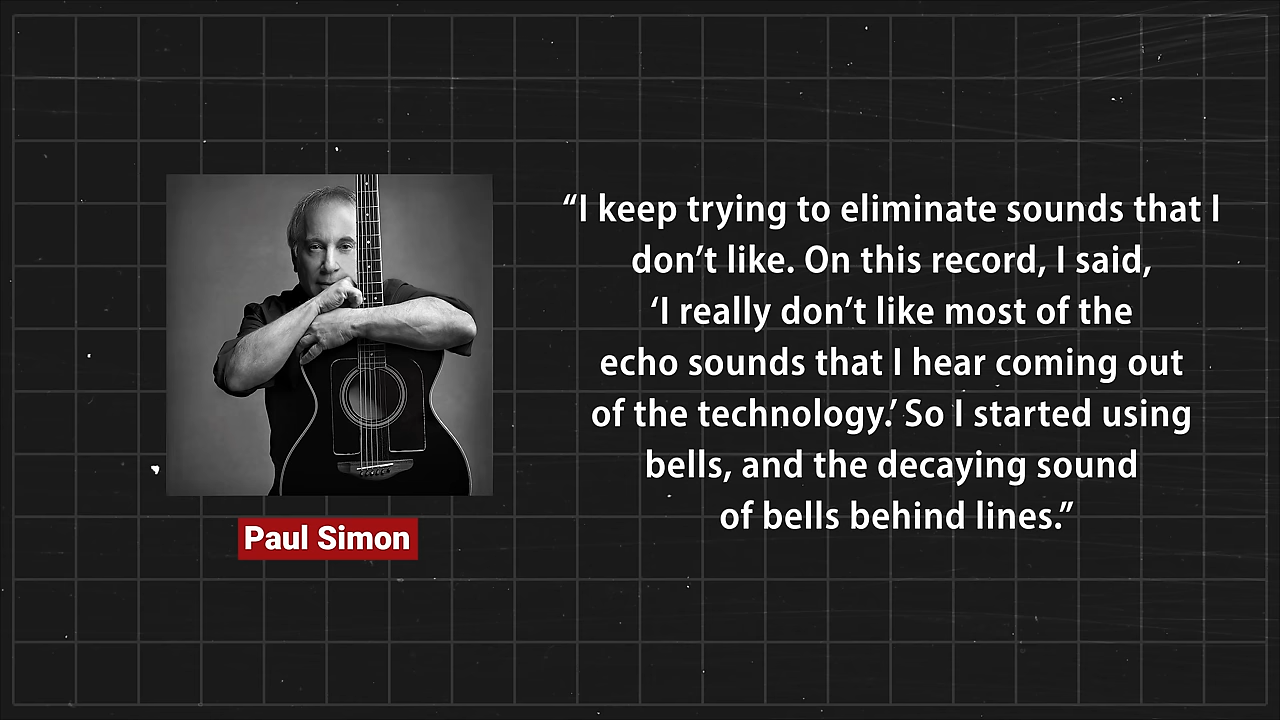 “I keep trying to eliminate sounds that I
don’t like. On this record, I said,
‘I really don’t like most of the
echo sounds that I hear coming out
of the technology.’ So I started using
bells, and the decaying sound
of bells behind lines.”
Paul Simon